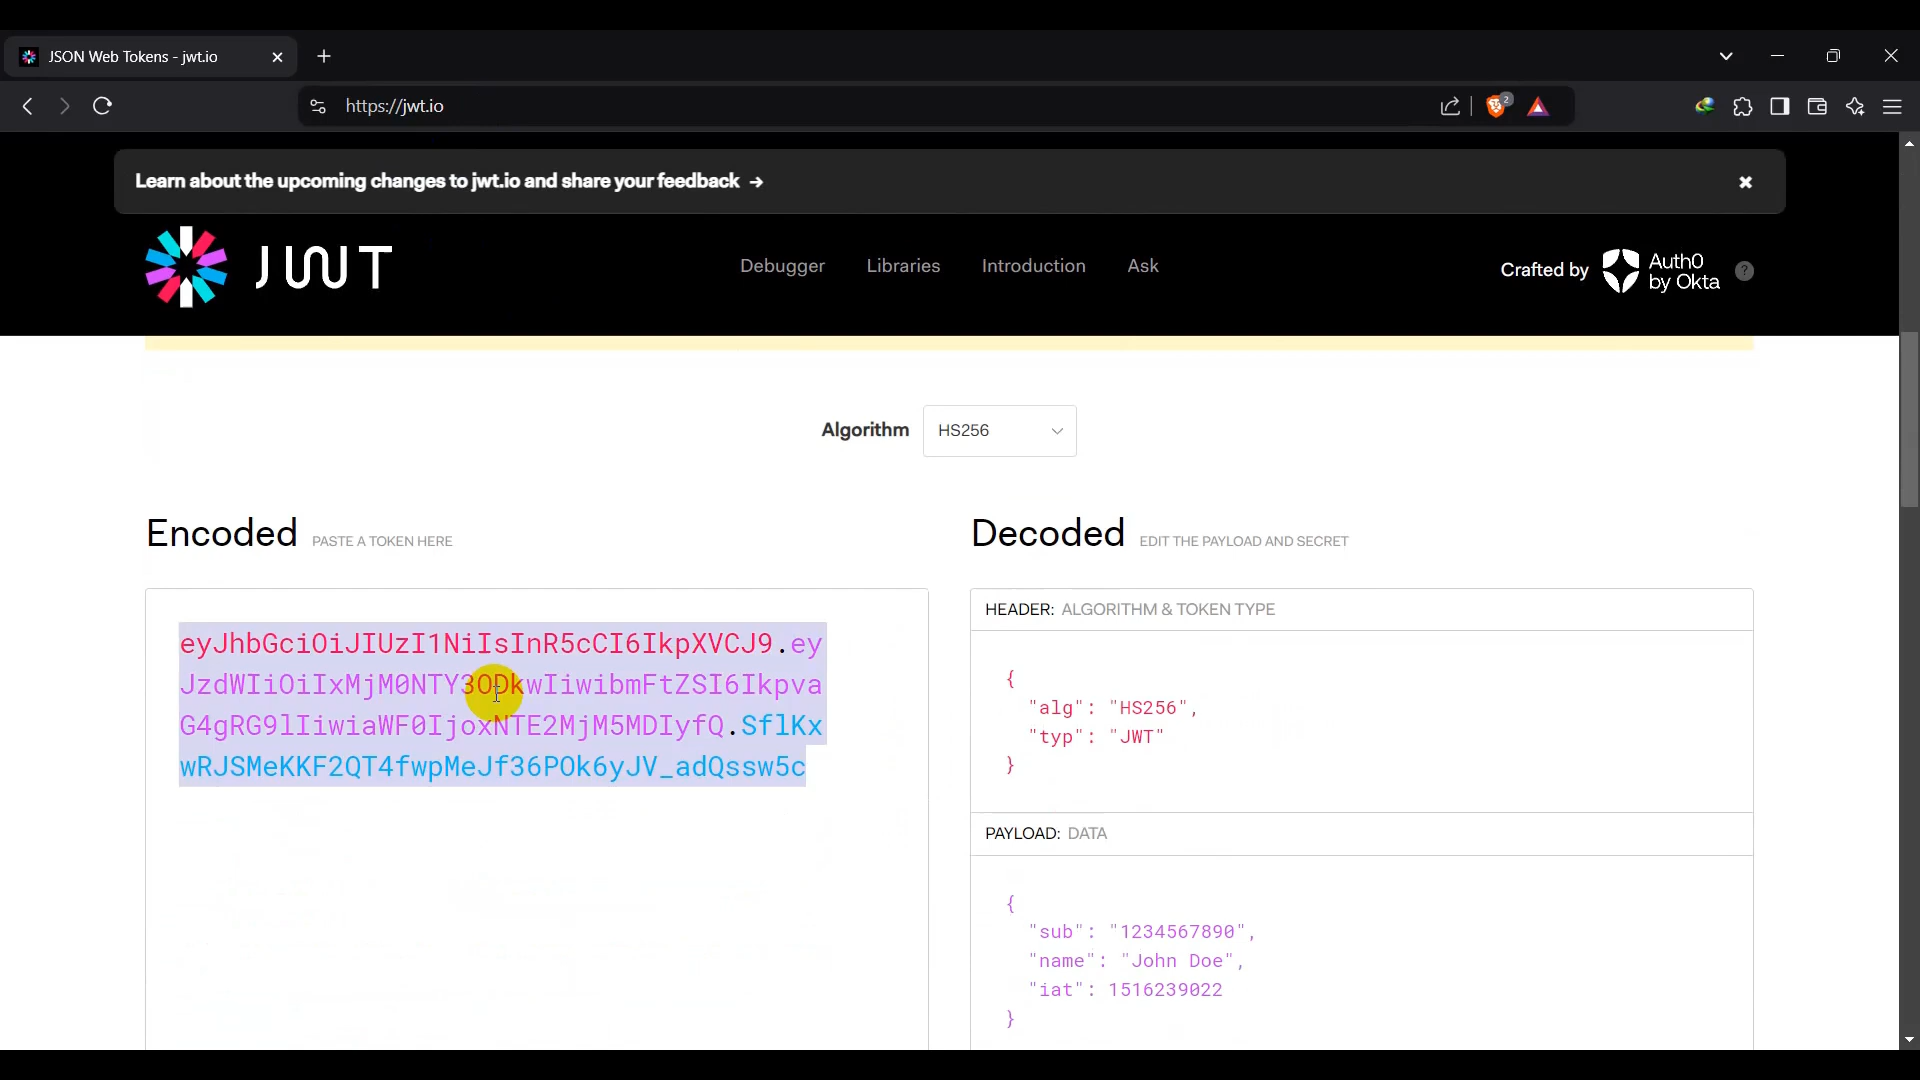 JSON Web Tokens - jwt.io
https://jwt.io
2
Learn about the upcoming changes to jwt.io and share your feedback →
JWT
Debugger
Libraries
Introduction
Ask
Crafted by
Auth0
by Okta
?
Algorithm
HS256
Encoded PASTE A TOKEN HERE
eyJhbGciOiJIUzI1NiIsInR5cCI6IkpXVCJ9.ey
JzdWIiOiIxMjM0NTY3ODkwIiwibmFtZSI6Ikpva
G4gRG9lIiwiaWF0IjoxNTE2MjM5MDIyfQ.SflKx
wRJSMeKKF2QT4fwpMeJf36POk6yJV_adQssw5c
Decoded EDIT THE PAYLOAD AND SECRET
HEADER: ALGORITHM & TOKEN TYPE
{
"alg": "HS256",
"typ": "JWT"
}
PAYLOAD: DATA
{
"sub": "1234567890",
"name": "John Doe",
"iat": 1516239022
}